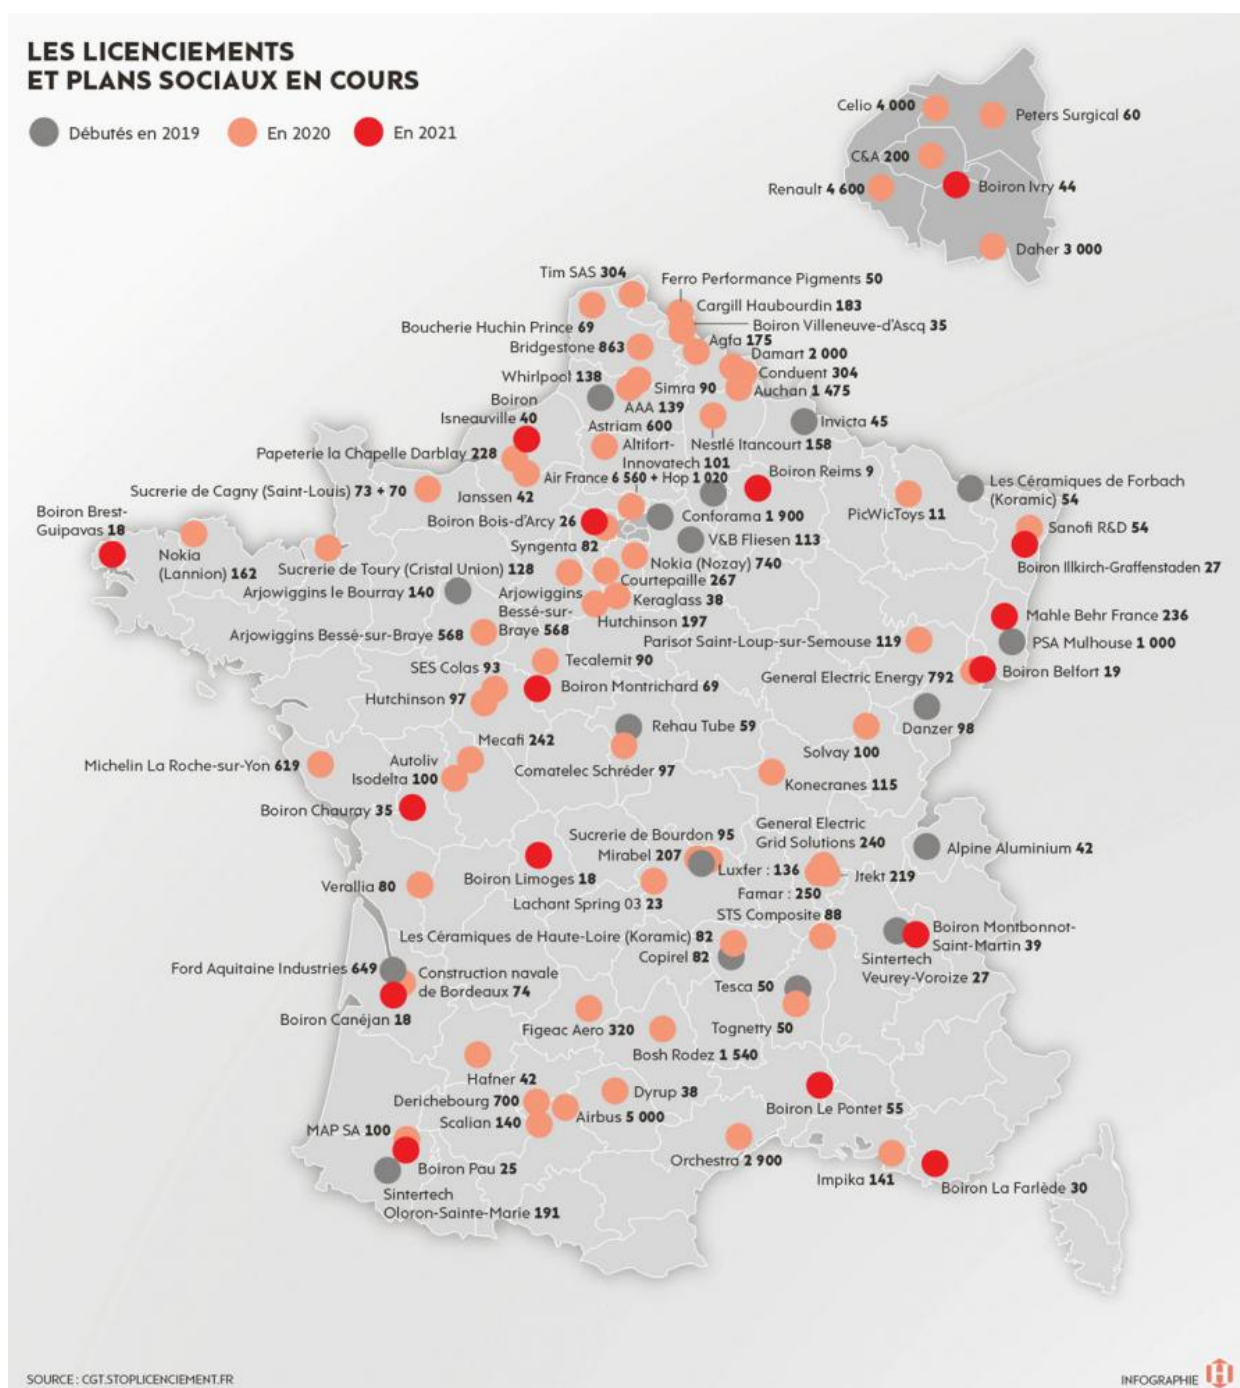 LES LICENCIEMENTS
ET PLANS SOCIAUX EN COURS
Débutés en 2019
En 2020
En 2021
Celio 4 000
Peters Surgical 60
C&A 200
Renault 4 600
Boiron Ivry 44
Daher 3 000
Tim SAS 304
Ferro Performance Pigments 50
Cargill Haubourdin 183
Boucherie Huchin Prince 69
Boiron Villeneuve-d'Ascq 35
Bridgestone 863
Agfa 175
Damart 2 000
Whirlpool 138
Conduent 304
Simra 90
Auchan 1 475
Boiron
Isneauville 40
AAA 139
Astriam 600
Invicta 45
Altifort-
Innovatech 101
Nestlé Itancourt 158
Papeterie la Chapelle Darblay 228
Air France 6 560 + Hop 1 020
Boiron Reims 9
Sucrerie de Cagny (Saint-Louis) 73 + 70
Janssen 42
Les Céramiques de Forbach
(Koramic) 54
PicWicToys 11
Boiron Brest-
Guipavas 18
Boiron Bois-d'Arcy 26
Conforama 1 900
Sanofi R&D 54
Syngenta 82
V&B Fliesen 113
Nokia
(Lannion) 162
Sucrerie de Toury (Cristal Union) 128
Nokia (Nozay) 740
Boiron Illkirch-Graffenstaden 27
Courtepaille 267
Arjowiggins le Bourray 140
Arjowiggins
Bessé-sur-
Braye 568
Keraglass 38
Hutchinson 197
Mahle Behr France 236
Arjowiggins Bessé-sur-Braye 568
Parisot Saint-Loup-sur-Semouse 119
PSA Mulhouse 1 000
SES Colas 93
Tecalemit 90
General Electric Energy 792
Boiron Belfort 19
Hutchinson 97
Boiron Montrichard 69
Rehau Tube 59
Danzer 98
Mecafi 242
Solvay 100
Michelin La Roche-sur-Yon 619
Autoliv
Isodelta 100
Comatelec Schréder 97
Konecranes 115
Boiron Chauray 35
Sucrerie de Bourdon 95
General Electric
Grid Solutions 240
Mirabel 207
Alpine Aluminium 42
Boiron Limoges 18
Luxfer : 136
Jtekt 219
Verallia 80
Lachant Spring 03 23
Famar : 250
STS Composite 88
Les Céramiques de Haute-Loire (Koramic) 82
Boiron Montbonnot-
Saint-Martin 39
Copirel 82
Sintertech
Veurey-Voroize 27
Ford Aquitaine Industries 649
Construction navale
de Bordeaux 74
Tesca 50
Boiron Canéjan 18
Figeac Aero 320
Tognetty 50
Bosh Rodez 1 540
Hafner 42
Dyrup 38
Derichebourg 700
Boiron Le Pontet 55
Scalian 140
Airbus 5 000
MAP SA 100
Orchestra 2 900
Boiron Pau 25
Impika 141
Boiron La Farlède 30
Sintertech
Oloron-Sainte-Marie 191
SOURCE : CGT.STOPLICENCIEMENT.FR
INFOGRAPHIE H